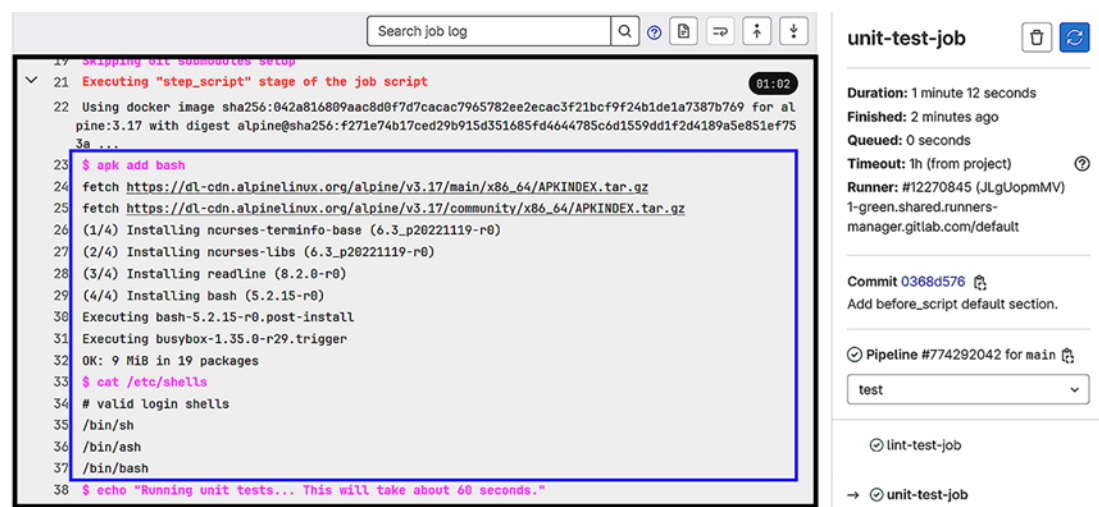 Search job log
19 Skipping Git submodules setup
21 Executing "step_script" stage of the job script
01:02
22 Using docker image sha256:042a816809aac8d0f7d7cacac7965782ee2ecac3f21bcf9f24b1de1a7387b769 for al
pine:3.17 with digest alpine@sha256:f271e74b17ced29b915d351685fd4644785c6d1559dd1f2d4189a5e851ef75
3a ...
23 $ apk add bash
24 fetch https://dl-cdn.alpinelinux.org/alpine/v3.17/main/x86_64/APKINDEX.tar.gz
25 fetch https://dl-cdn.alpinelinux.org/alpine/v3.17/community/x86_64/APKINDEX.tar.gz
26 (1/4) Installing ncurses-terminfo-base (6.3_p20221119-r0)
27 (2/4) Installing ncurses-libs (6.3_p20221119-r0)
28 (3/4) Installing readline (8.2.0-r0)
29 (4/4) Installing bash (5.2.15-r0)
30 Executing bash-5.2.15-r0.post-install
31 Executing busybox-1.35.0-r29.trigger
32 OK: 9 MiB in 19 packages
33 $ cat /etc/shells
34 # valid login shells
35 /bin/sh
36 /bin/ash
37 /bin/bash
38 $ echo "Running unit tests... This will take about 60 seconds."
unit-test-job
Duration: 1 minute 12 seconds
Finished: 2 minutes ago
Queued: 0 seconds
Timeout: 1h (from project)
Runner: #12270845 (JLgUopmMV)
1-green.shared.runners-
manager.gitlab.com/default
Commit 0368d576
Add before_script default section.
Pipeline #774292042 for main
test
lint-test-job
→ unit-test-job